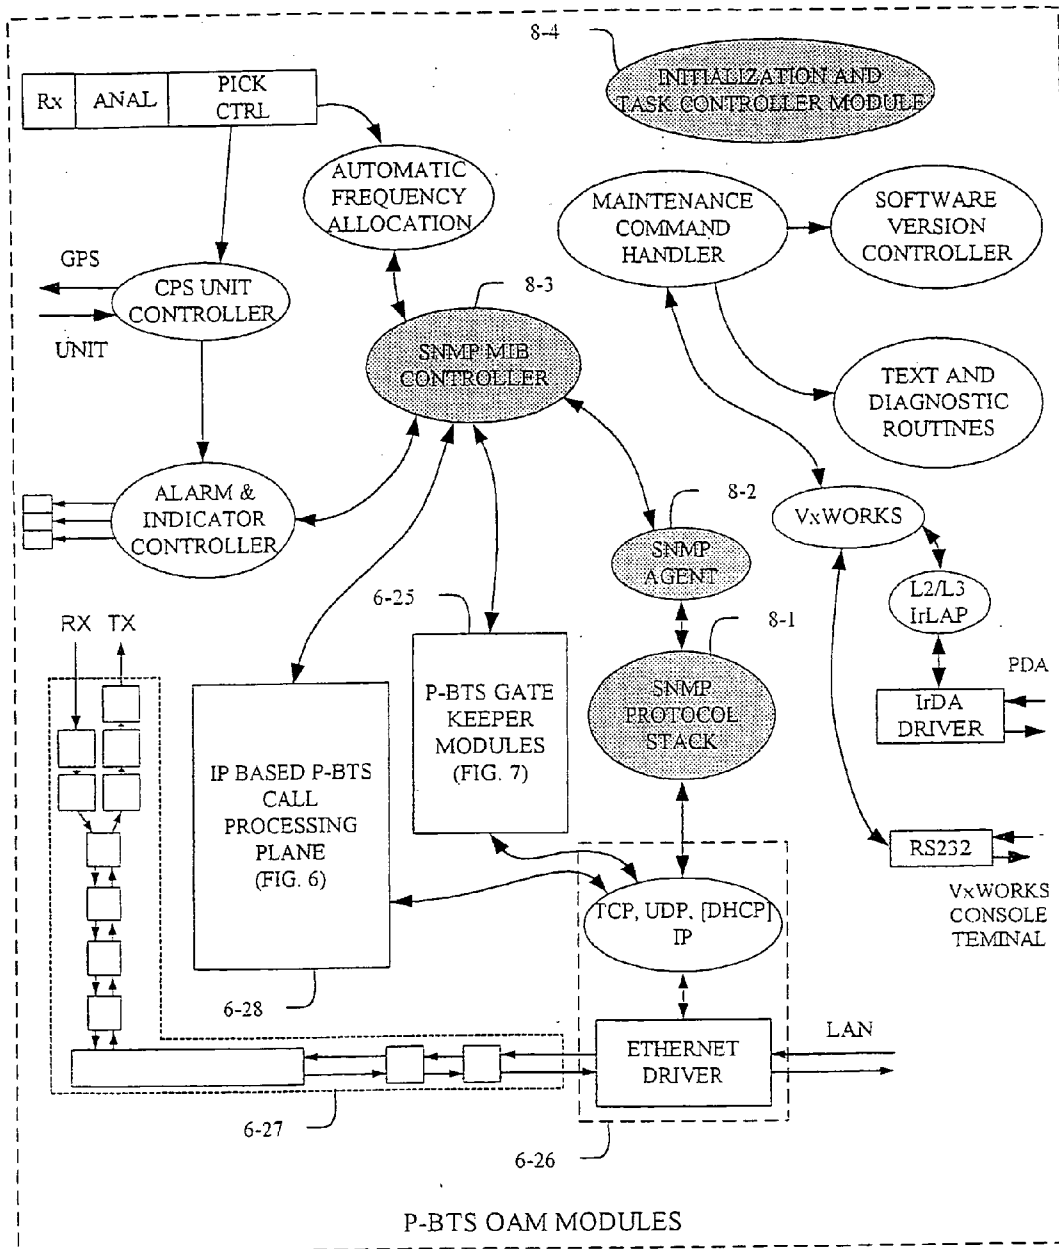 8-4
INITIALIZATION AND
TASK CONTROLLER MODULE
Rx
ANAL
PICK
CTRL
AUTOMATIC
FREQUENCY
ALLOCATION
MAINTENANCE
COMMAND
HANDLER
SOFTWARE
VERSION
CONTROLLER
GPS
CPS UNIT
CONTROLLER
UNIT
8-3
SNMP MIB
CONTROLLER
TEXT AND
DIAGNOSTIC
ROUTINES
ALARM &
INDICATOR
CONTROLLER
8-2
VxWORKS
SNMP
AGENT
L2/L3
IrLAP
6-25
8-1
RX
TX
PDA
P-BTS GATE
KEEPER
MODULES
(FIG. 7)
SNMP
PROTOCOL
STACK
IrDA
DRIVER
IP BASED P-BTS
CALL
PROCESSING
PLANE
(FIG. 6)
RS232
VxWORKS
CONSOLE
TEMINAL
TCP, UDP, [DHCP]
IP
6-28
ETHERNET
DRIVER
LAN
6-27
6-26
P-BTS OAM MODULES